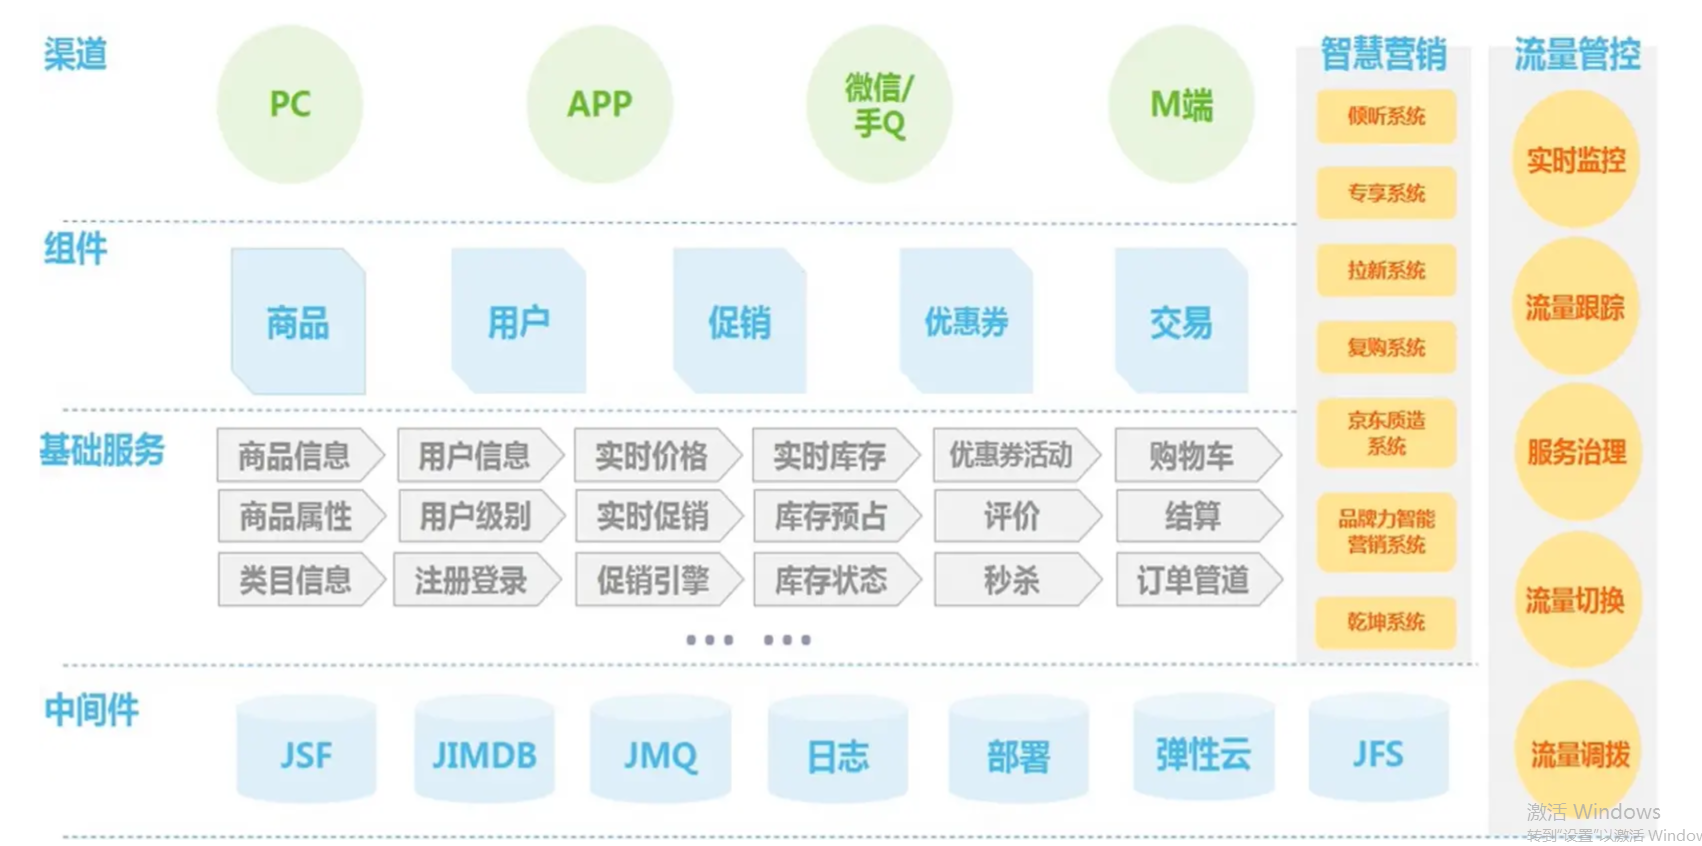 渠道
PC
APP
微信/
手Q
M端
组件
商品
用户
促销
优惠券
交易
基础服务
商品信息
用户信息
实时价格
实时库存
优惠券活动
购物车
商品属性
用户级别
实时促销
库存预占
评价
结算
类目信息
注册登录
促销引擎
库存状态
秒杀
订单管道
... ...
中间件
JSF
JIMDB
JMQ
日志
部署
弹性云
JFS
智慧营销
倾听系统
专享系统
拉新系统
复购系统
京东质造
系统
品牌力智能
营销系统
乾坤系统
流量管控
实时监控
流量跟踪
服务治理
流量切换
流量调拨
激活 Windows
转到"设置"以激活 Window